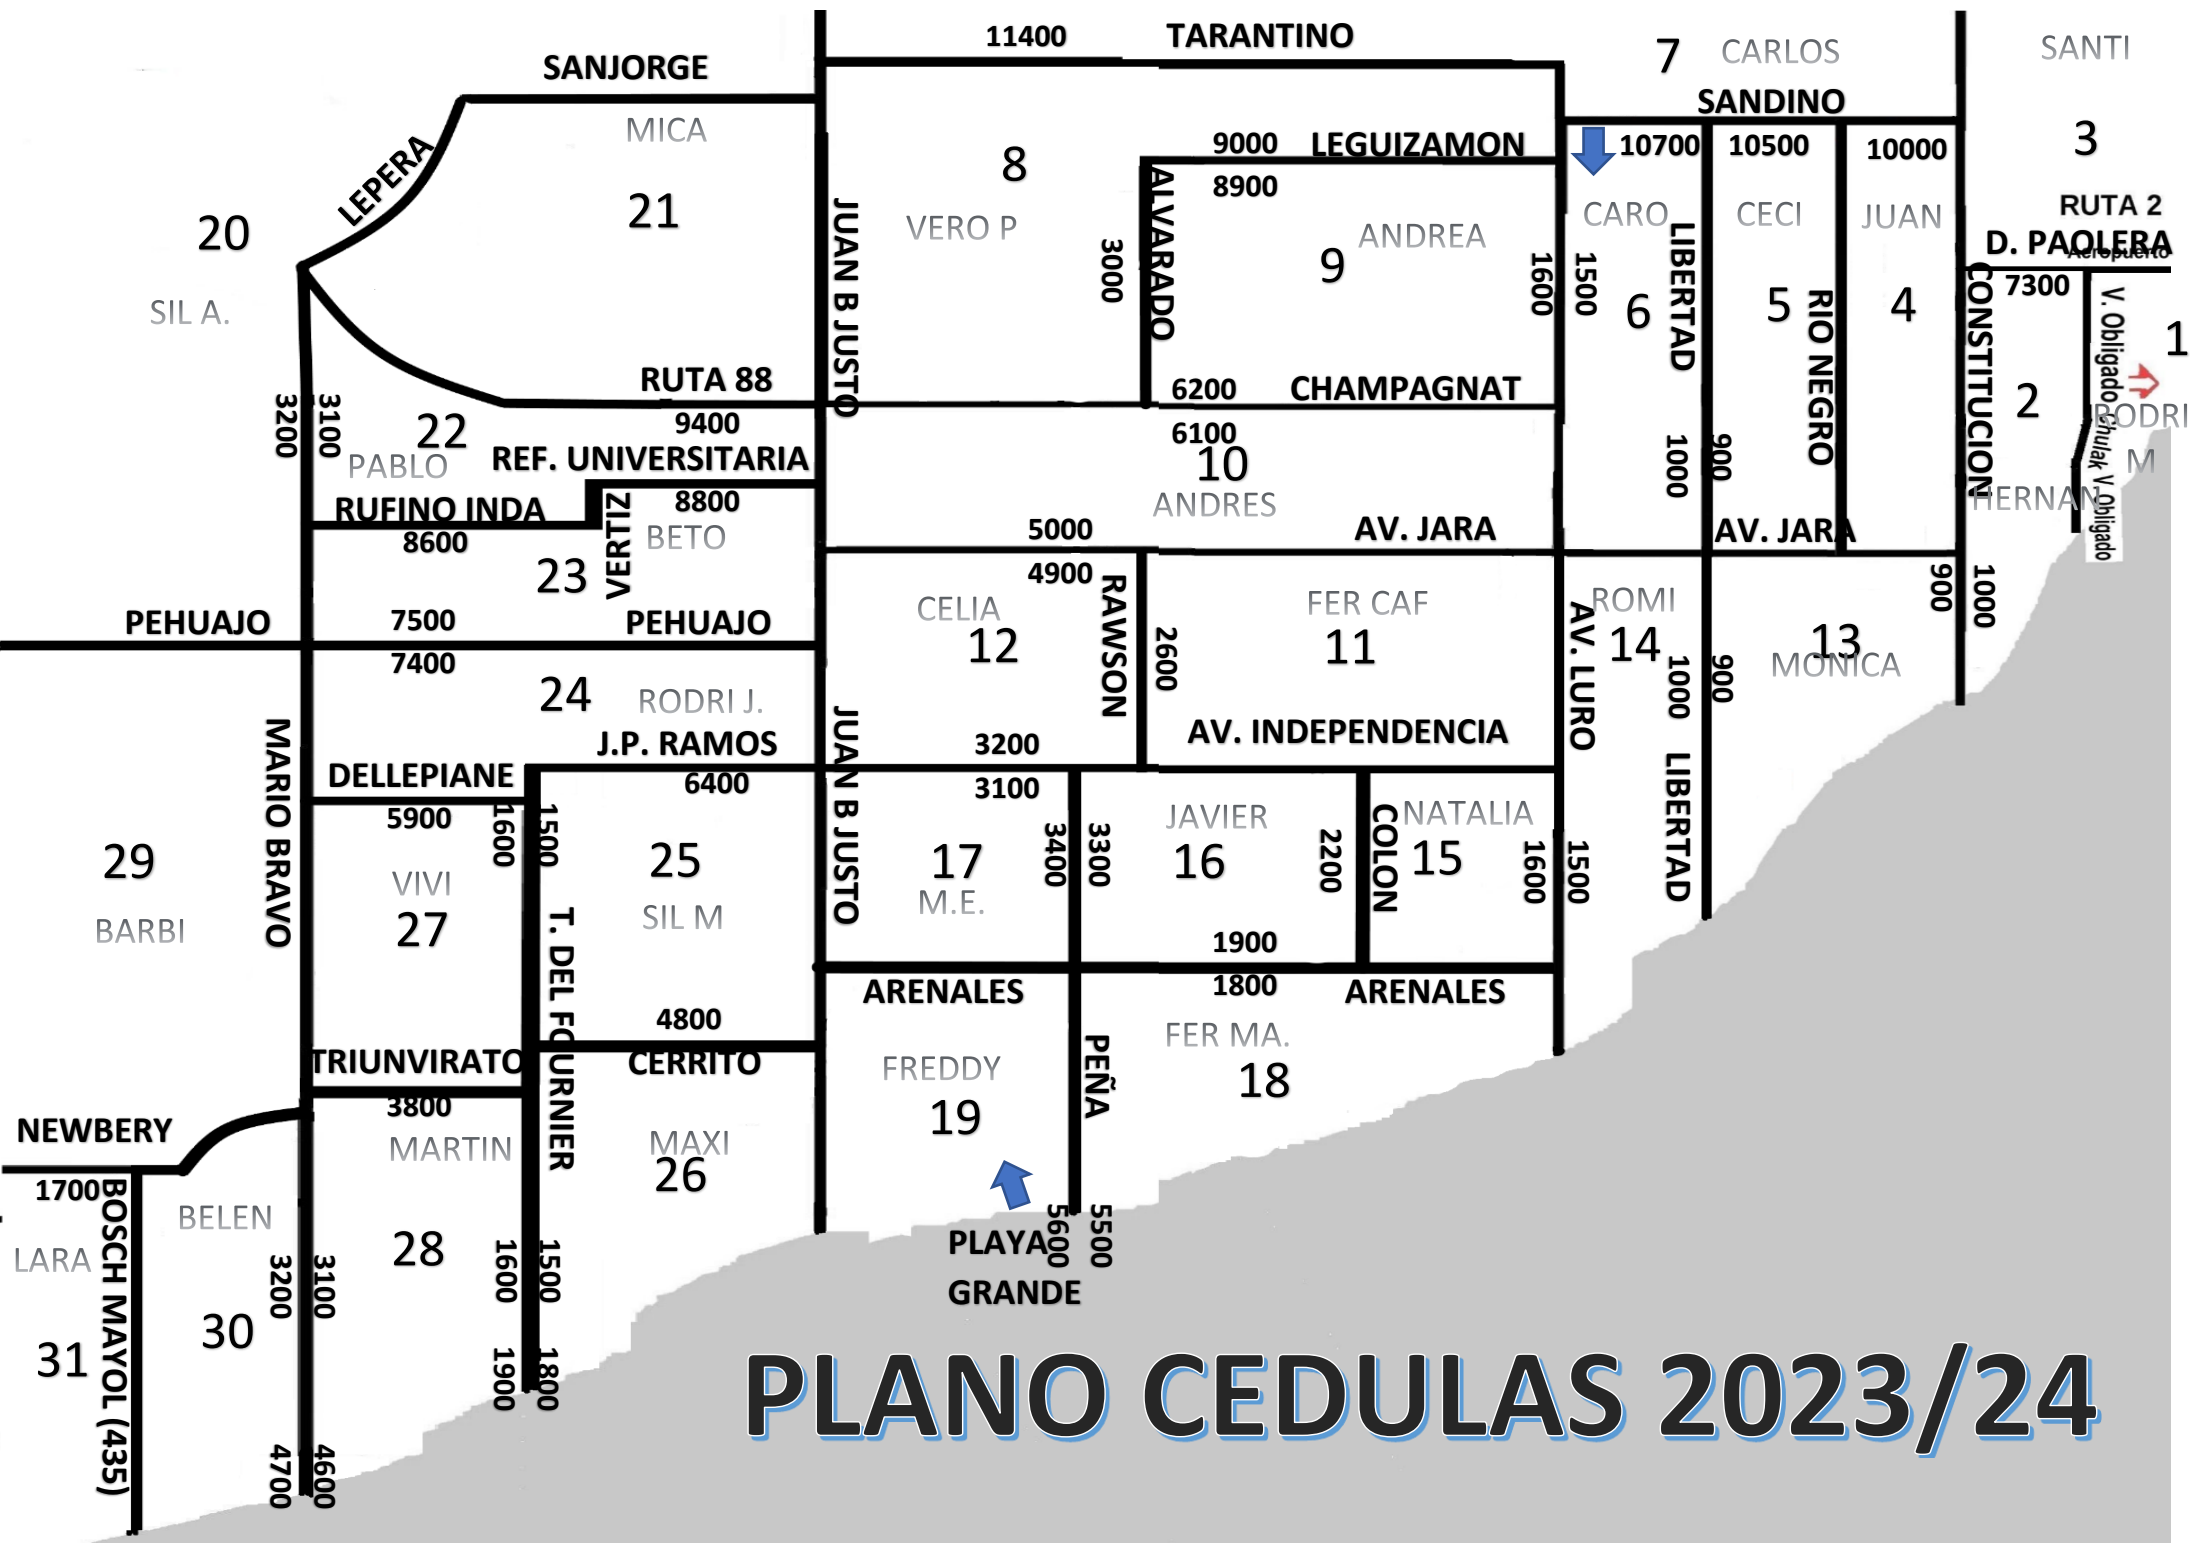 11400
TARANTINO
7
CARLOS
SANTI
SANJORGE
SANDINO
MICA
9000
LEGUIZAMON
10700
10500
10000
3
LEPERA
8
8900
ALVARADO
20
21
VERO P
ANDREA
CARO
CECI
JUAN
RUTA 2
D. PAOLERA
Aeropuerto
JUAN B JUSTO
3000
9
1600
1500
6
LIBERTAD
5
RIO NEGRO
4
CONSTITUCION
7300
V. Obligado
1
SIL A.
RUTA 88
6200
CHAMPAGNAT
2
RODRI
M
3200
3100
22
9400
6100
10
PABLO
REF. UNIVERSITARIA
1000
900
Chulak
V. Obligado
HERNAN
RUFINO INDA
8800
VERTIZ
BETO
ANDRES
8600
5000
AV. JARA
AV. JARA
23
4900
RAWSON
CELIA
12
FER CAF
11
ROMI
14
13
MONICA
900
1000
PEHUAJO
7500
PEHUAJO
7400
2600
AV. LURO
1000
900
24
RODRI J.
J.P. RAMOS
3200
AV. INDEPENDENCIA
MARIO BRAVO
DELLEPIANE
6400
JUAN B JUSTO
3100
LIBERTAD
5900
1600
1500
JAVIER
NATALIA
29
BARBI
VIVI
27
25
SIL M
17
M.E.
3400
3300
16
2200
COLON
15
1600
1500
T. DEL FOURNIER
1900
ARENALES
1800
ARENALES
4800
CERRITO
TRIUNVIRATO
3800
FREDDY
19
PEÑA
FER MA.
18
NEWBERY
MARTIN
MAXI
26
1700
BOSCH MAYOL (435)
BELEN
LARA
31
30
3200
3100
28
1600
1500
5600
5500
PLAYA
GRANDE
1900
1800
4700
4600
PLANO CEDULAS 2023/24